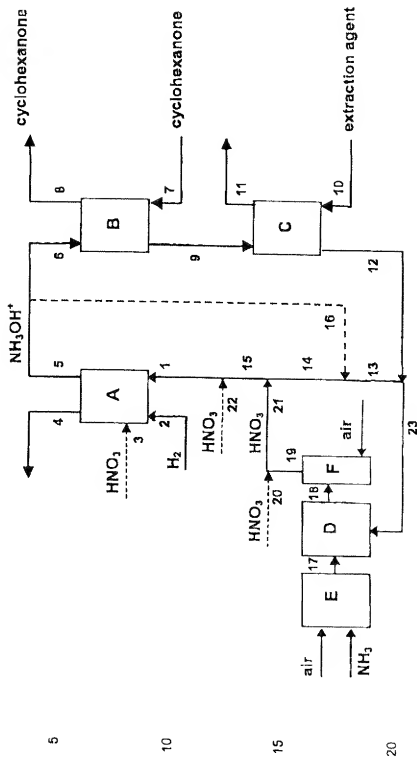 cyclohexanone
cyclohexanone
extraction agent
8
7
B
6
9
11
10
C
12
NH₃OH⁺
16
5
4
A
1
3
2
HNO₃
H₂
15
14
13
22
HNO₃
21
HNO₃
19
20
HNO₃
air
F
18
D
17
E
23
air
NH₃
5
10
15
20